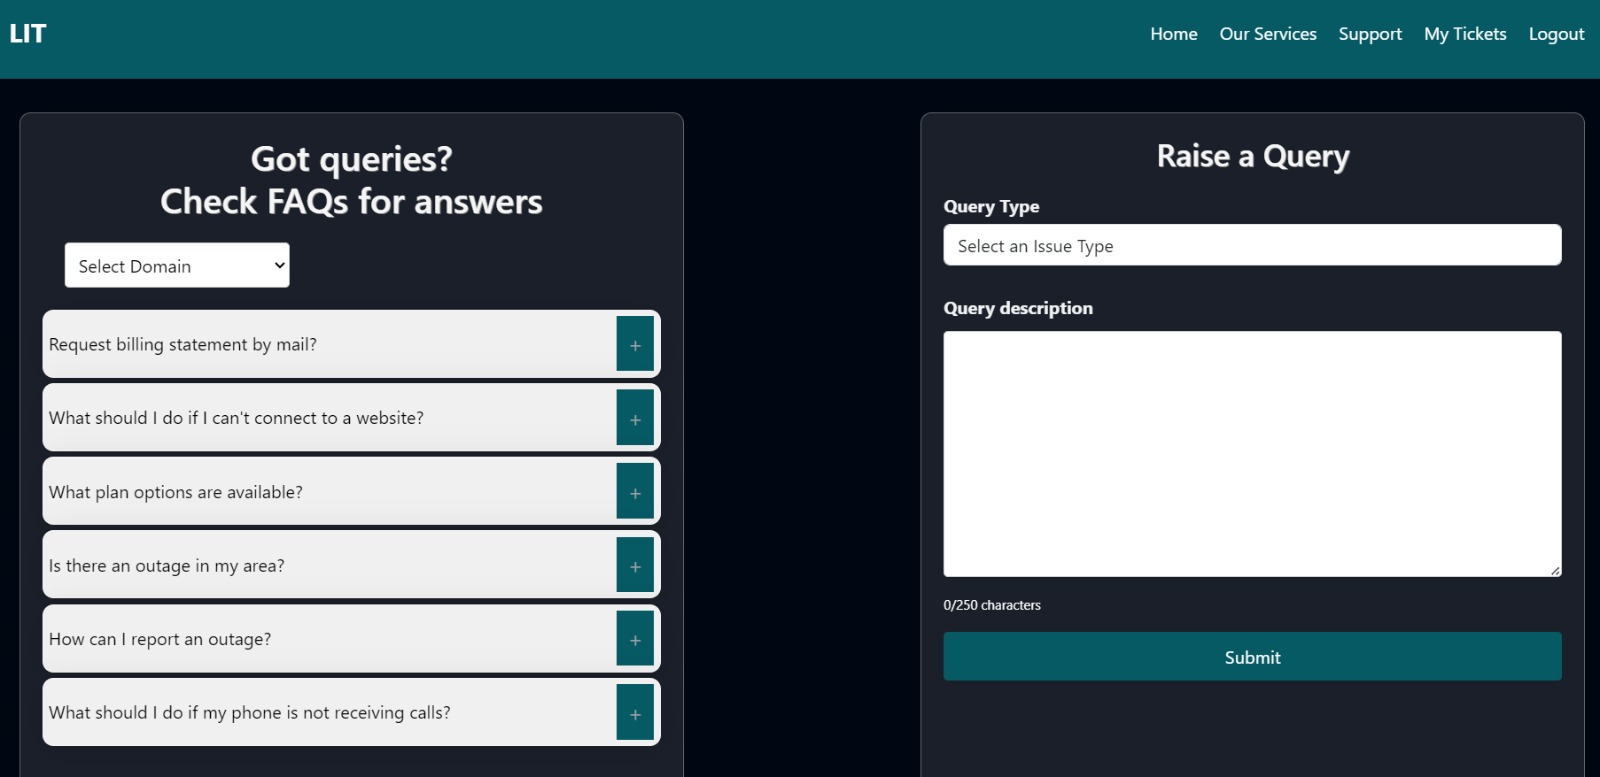 LIT
Home Our Services Support My Tickets Logout
Got queries?
Check FAQs for answers
Select Domain
Request billing statement by mail?
+
What should I do if I can't connect to a website?
+
What plan options are available?
+
Is there an outage in my area?
+
How can I report an outage?
+
What should I do if my phone is not receiving calls?
+
Raise a Query
Query Type
Select an Issue Type
Query description
0/250 characters
Submit